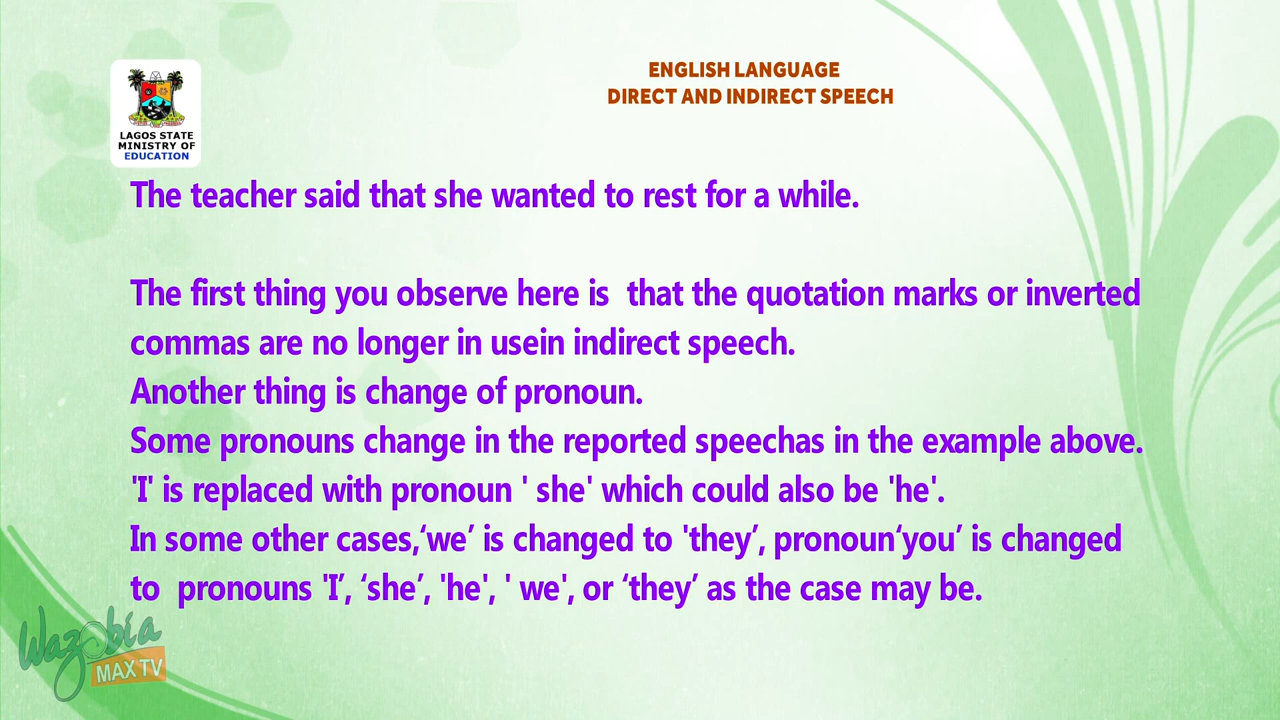 ENGLISH LANGUAGE
DIRECT AND INDIRECT SPEECH
LAGOS STATE
MINISTRY OF
EDUCATION
The teacher said that she wanted to rest for a while.
The first thing you observe here is  that the quotation marks or inverted
commas are no longer in usein indirect speech.
Another thing is change of pronoun.
Some pronouns change in the reported speechas in the example above.
'I' is replaced with pronoun ' she' which could also be 'he'.
In some other cases,‘we’ is changed to 'they’, pronoun‘you’ is changed
to  pronouns 'I’, ‘she’, 'he', ' we', or ‘they’ as the case may be.
Wazobia
MAX TV